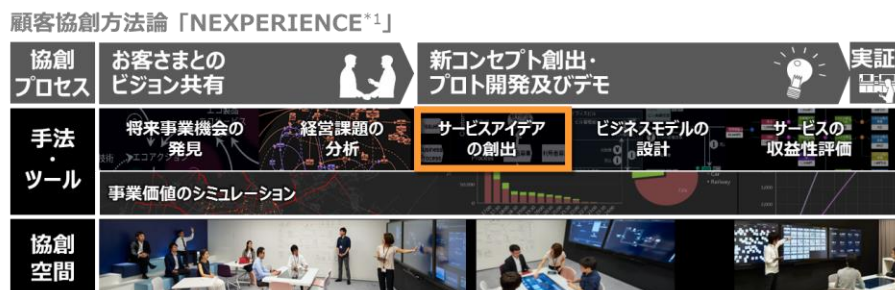 顧客協創方法論「NEXPERIENCE*1」
協創
プロセス
お客さまとの
ビジョン共有
新コンセプト創出・
プロト開発及びデモ
実証
手法
・
ツール
将来事業機会の
発見
経営課題の
分析
サービスアイデア
の創出
ビジネスモデルの
設計
サービスの
収益性評価
事業価値のシミュレーション
協創
空間